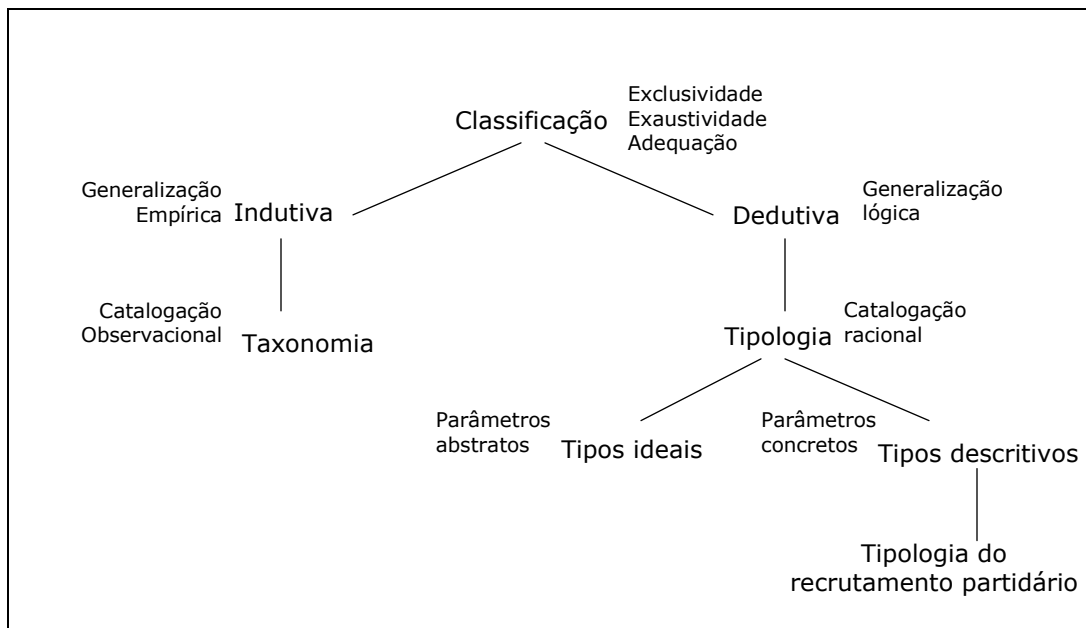 Classificação
Exclusividade
Exaustividade
Adequação
Generalização
Empírica
Indutiva
Dedutiva
Generalização
lógica
Catalogação
Observacional
Taxonomia
Tipologia
Catalogação
racional
Parâmetros
abstratos
Tipos ideais
Parâmetros
concretos
Tipos descritivos
Tipologia do
recrutamento partidário